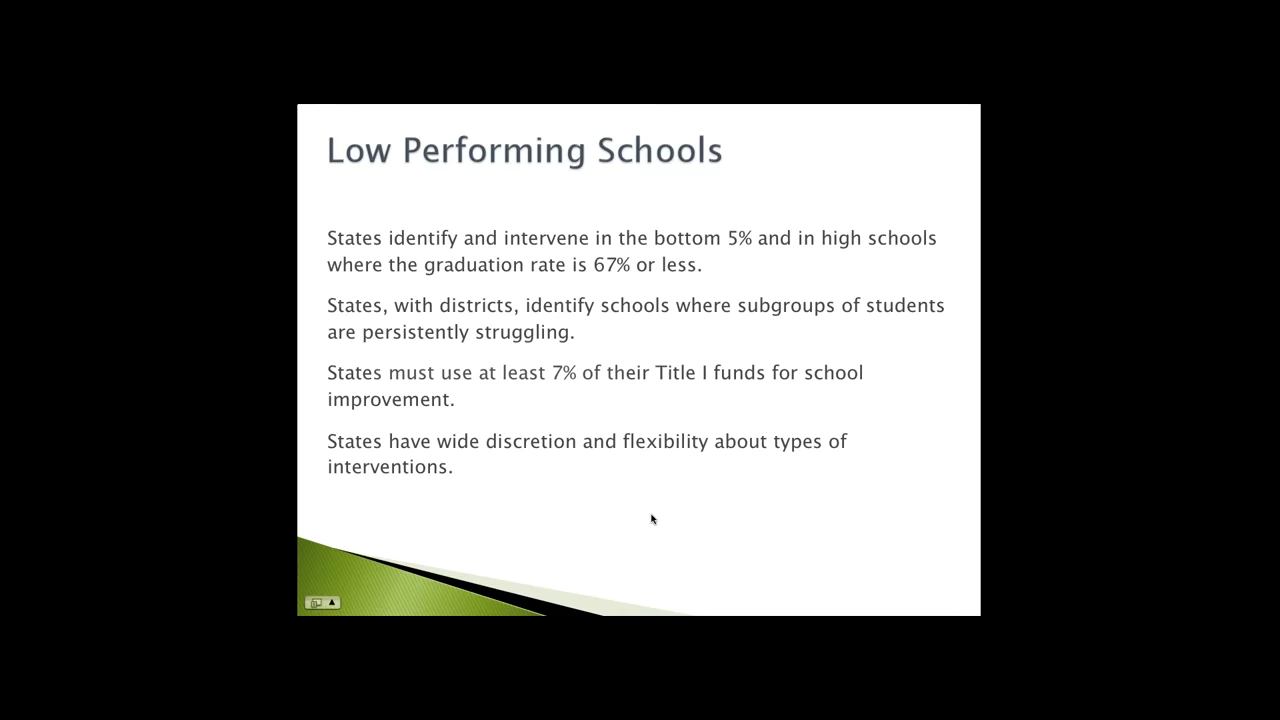 Low Performing Schools
States identify and intervene in the bottom 5% and in high schools
where the graduation rate is 67% or less.
States, with districts, identify schools where subgroups of students
are persistently struggling.
States must use at least 7% of their Title I funds for school
improvement.
States have wide discretion and flexibility about types of
interventions.